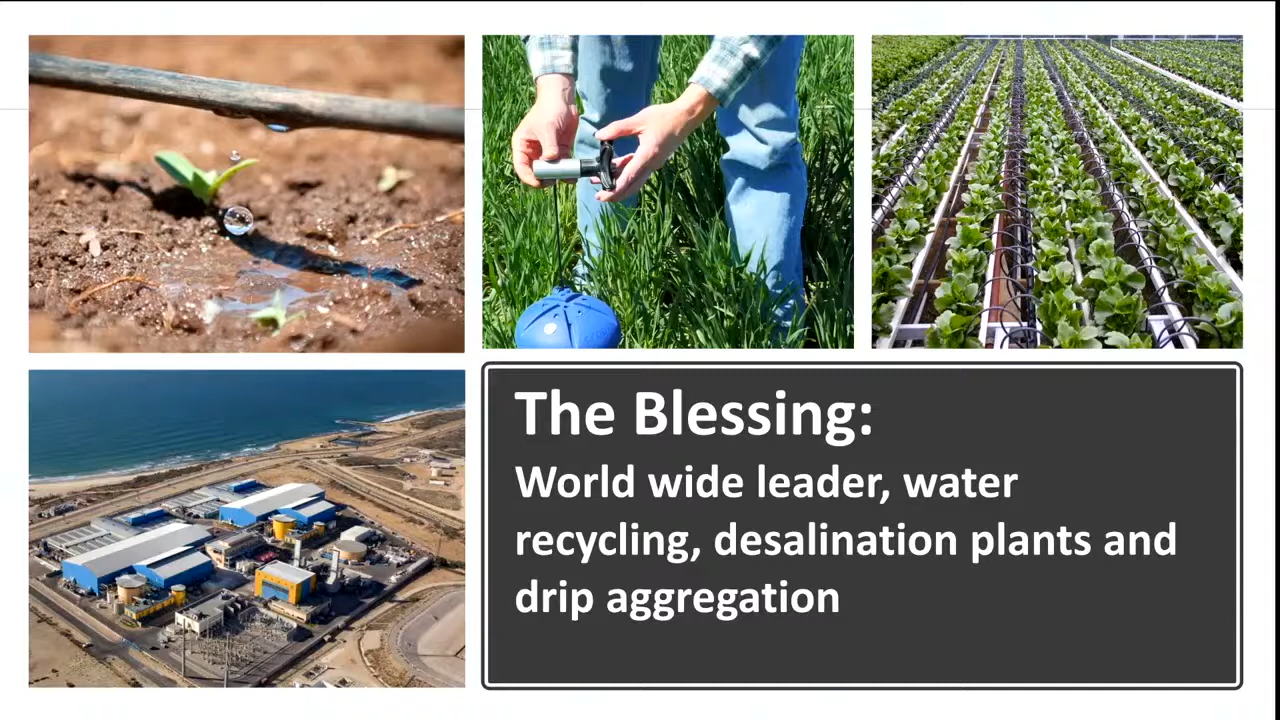 The Blessing:
World wide leader, water
recycling, desalination plants and
drip aggregation